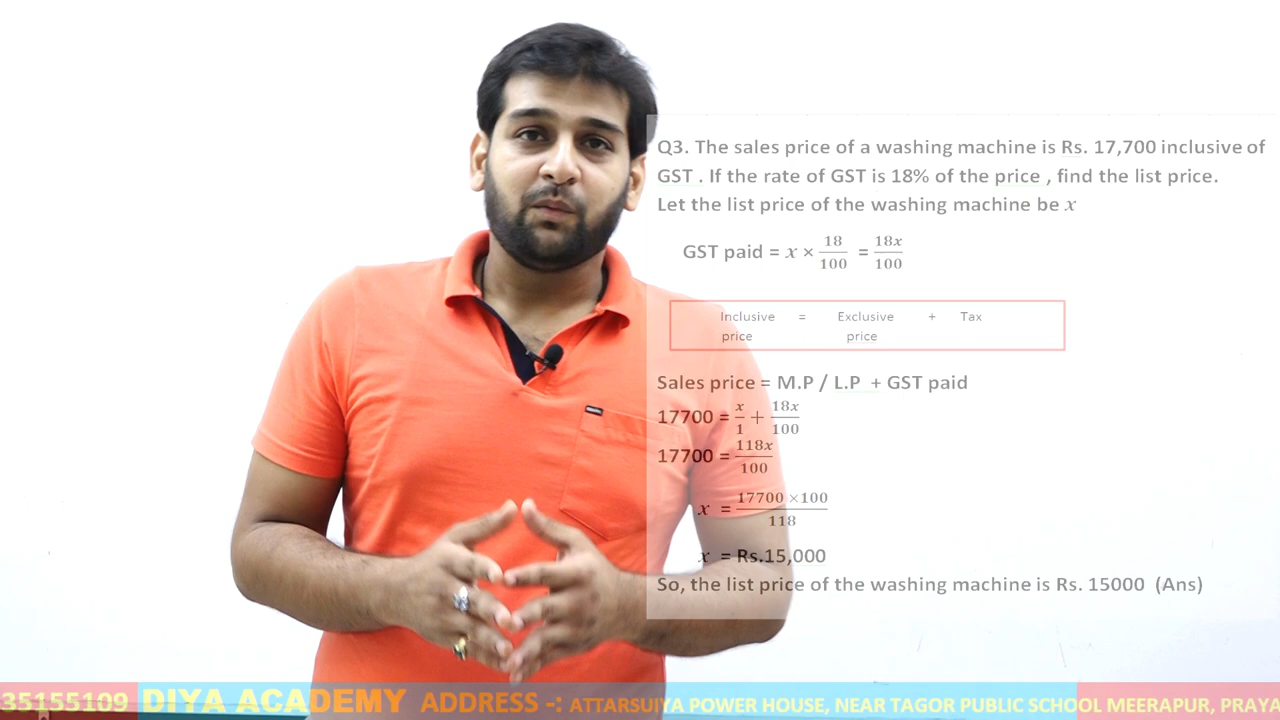 Q3. The sales price of a washing machine is Rs. 17,700 inclusive of
GST . If the rate of GST is 18% of the price , find the list price.
Let the list price of the washing machine be x
GST paid = x × 18/100 = 18x/100
Inclusive price = Exclusive price + Tax
Sales price = M.P / L.P + GST paid
17700 = x/1 + 18x/100
17700 = 118x/100
x = 17700 ×100/118
x = Rs.15,000
So, the list price of the washing machine is Rs. 15000 (Ans)
35155109 DIYA ACADEMY ADDRESS -: ATTARSUIYA POWER HOUSE, NEAR TAGOR PUBLIC SCHOOL MEERAPUR, PRAYA